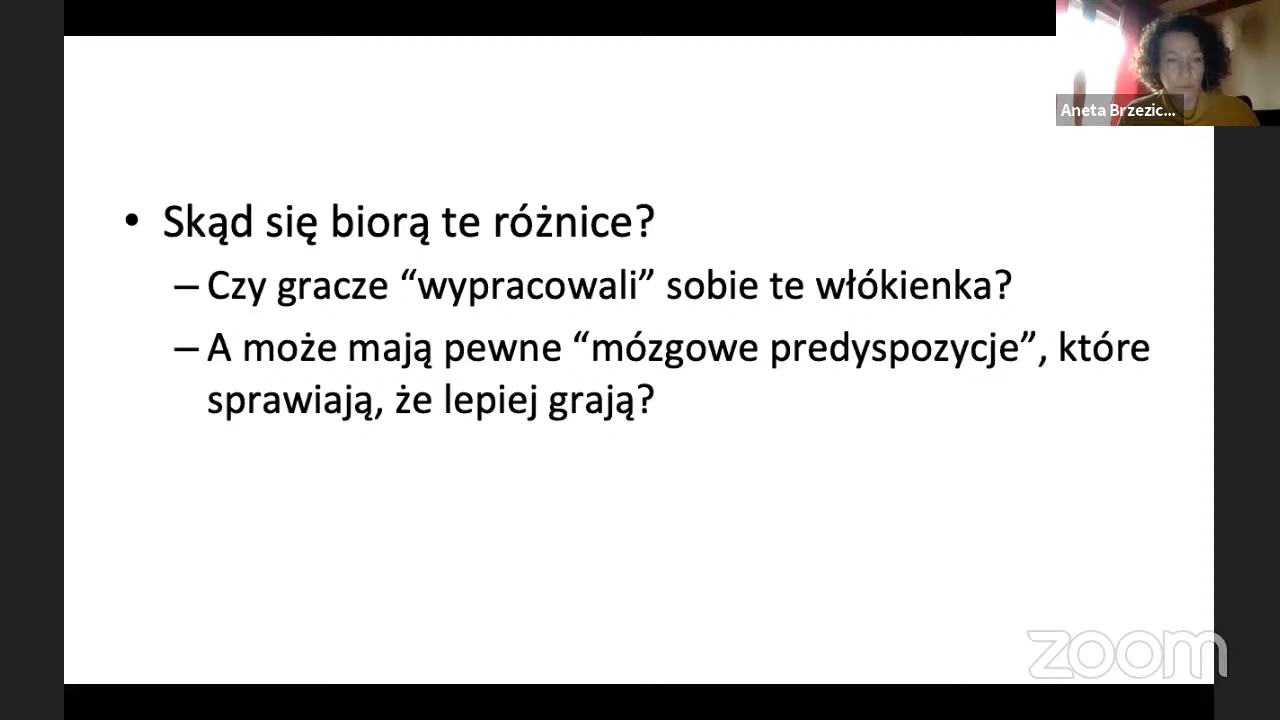 Aneta Brzezic...
• Skąd się biorą te różnice?
– Czy gracze “wypracowali” sobie te włókienka?
– A może mają pewne “mózgowe predyspozycje”, które
sprawiają, że lepiej grają?
zoom